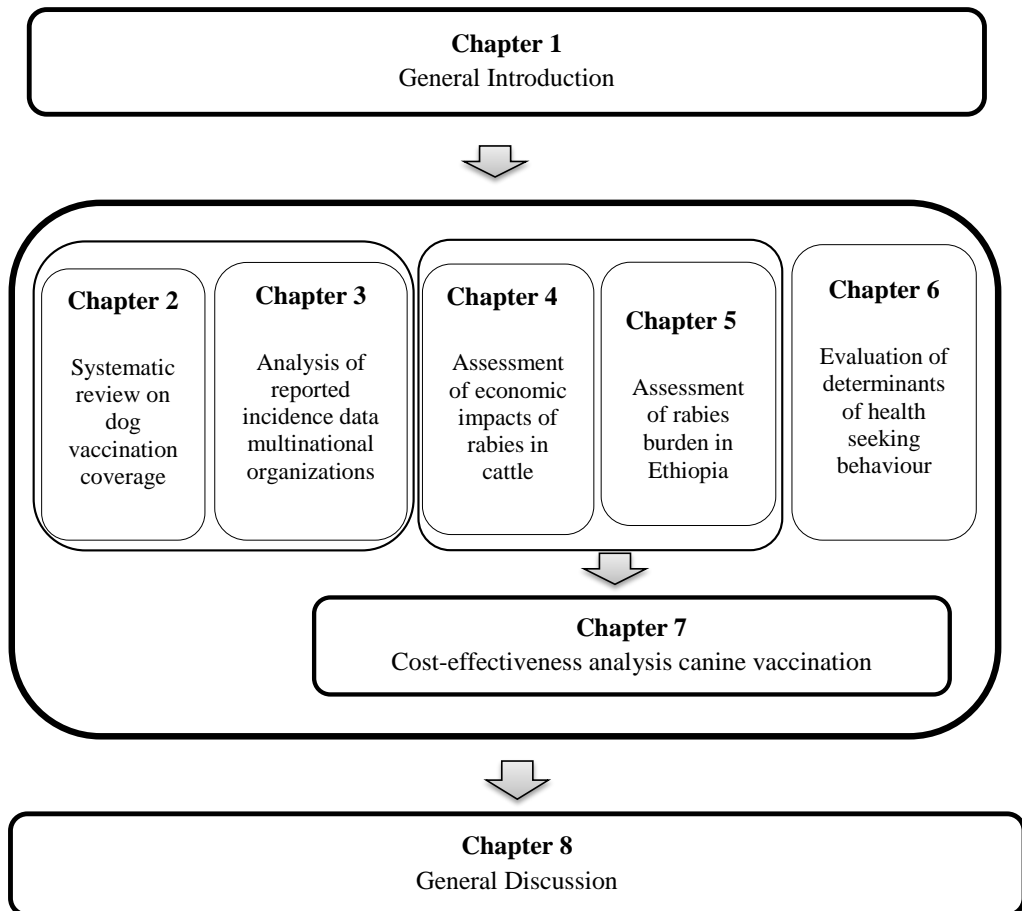 Chapter 1
General Introduction
Chapter 2
Systematic
review on
dog
vaccination
coverage
Chapter 3
Analysis of
reported
incidence data
multinational
organizations
Chapter 4
Assessment
of economic
impacts of
rabies in
cattle
Chapter 5
Assessment
of rabies
burden in
Ethiopia
Chapter 6
Evaluation of
determinants
of health
seeking
behaviour
Chapter 7
Cost-effectiveness analysis canine vaccination
Chapter 8
General Discussion